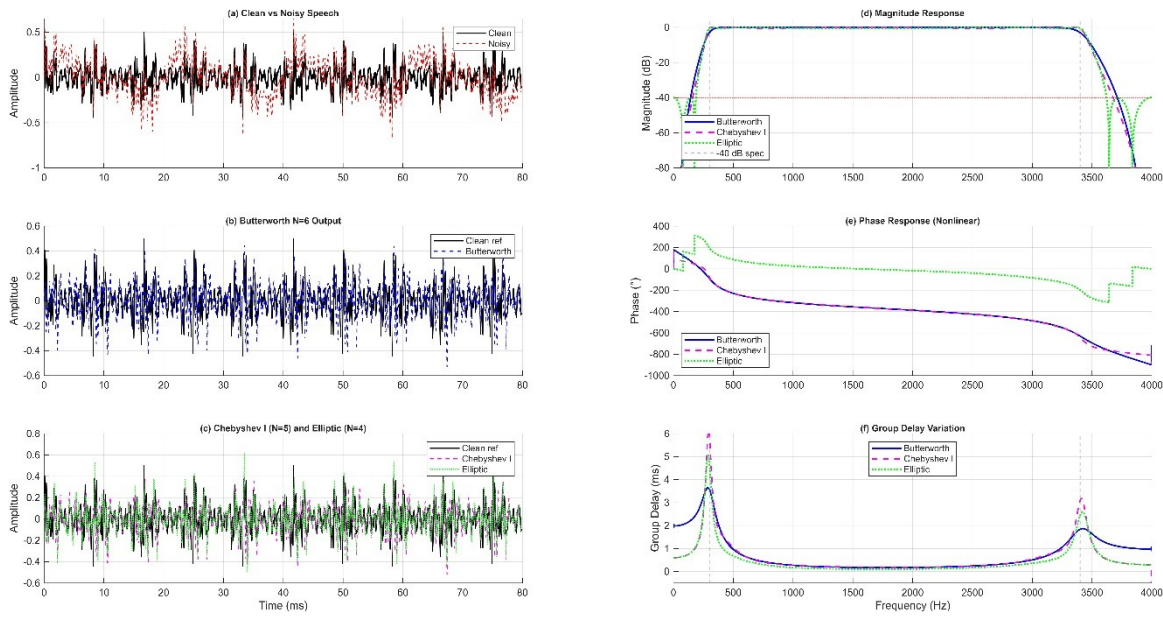 (a) Clean vs Noisy Speech
Clean
Noisy
Amplitude
0.5
0
-0.5
-1
0 10 20 30 40 50 60 70 80
(b) Butterworth N=6 Output
Clean ref
Butterworth
Amplitude
0.6
0.4
0.2
0
-0.2
-0.4
-0.6
0 10 20 30 40 50 60 70 80
(c) Chebyshev I (N=5) and Elliptic (N=4)
Clean ref
Chebyshev I
Elliptic
Amplitude
0.8
0.6
0.4
0.2
0
-0.2
-0.4
-0.6
0 10 20 30 40 50 60 70 80
Time (ms)
(d) Magnitude Response
Magnitude (dB)
0
-20
-40
-60
-80
Butterworth
Chebyshev I
Elliptic
-40 dB spec
0 500 1000 1500 2000 2500 3000 3500 4000
(e) Phase Response (Nonlinear)
Phase (°)
400
200
0
-200
-400
-600
-800
-1000
Butterworth
Chebyshev I
Elliptic
0 500 1000 1500 2000 2500 3000 3500 4000
(f) Group Delay Variation
Butterworth
Chebyshev I
Elliptic
Group Delay (ms)
6
5
4
3
2
1
0
0 500 1000 1500 2000 2500 3000 3500 4000
Frequency (Hz)